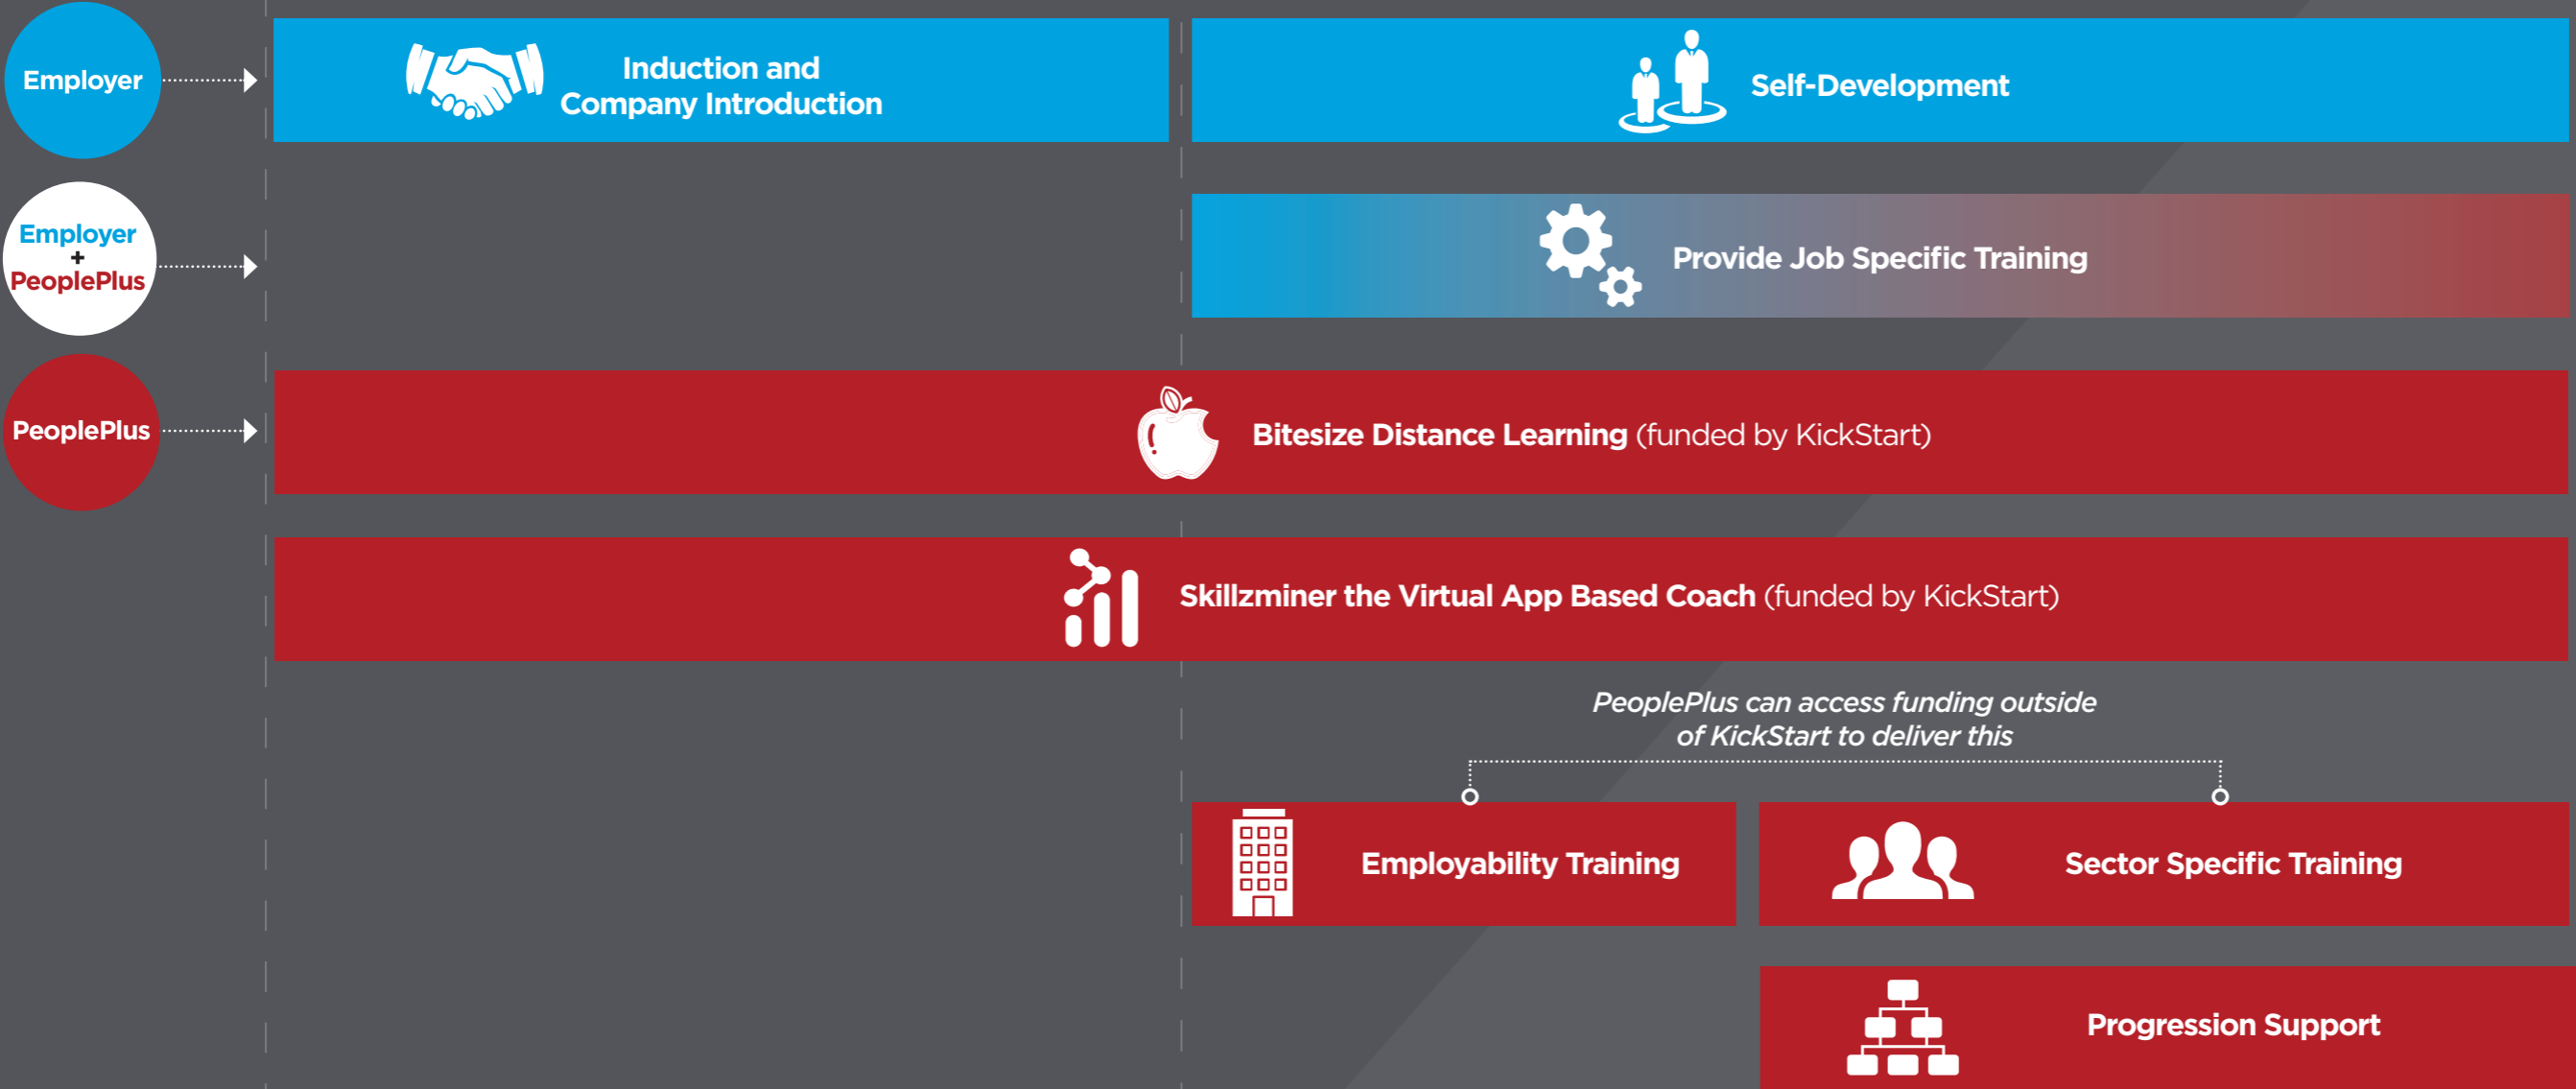 Employer
Induction and
Company Introduction
Self-Development
Employer
+
PeoplePlus
Provide Job Specific Training
PeoplePlus
Bitesize Distance Learning (funded by KickStart)
Skillzminer the Virtual App Based Coach (funded by KickStart)
PeoplePlus can access funding outside
of KickStart to deliver this
Employability Training
Sector Specific Training
Progression Support